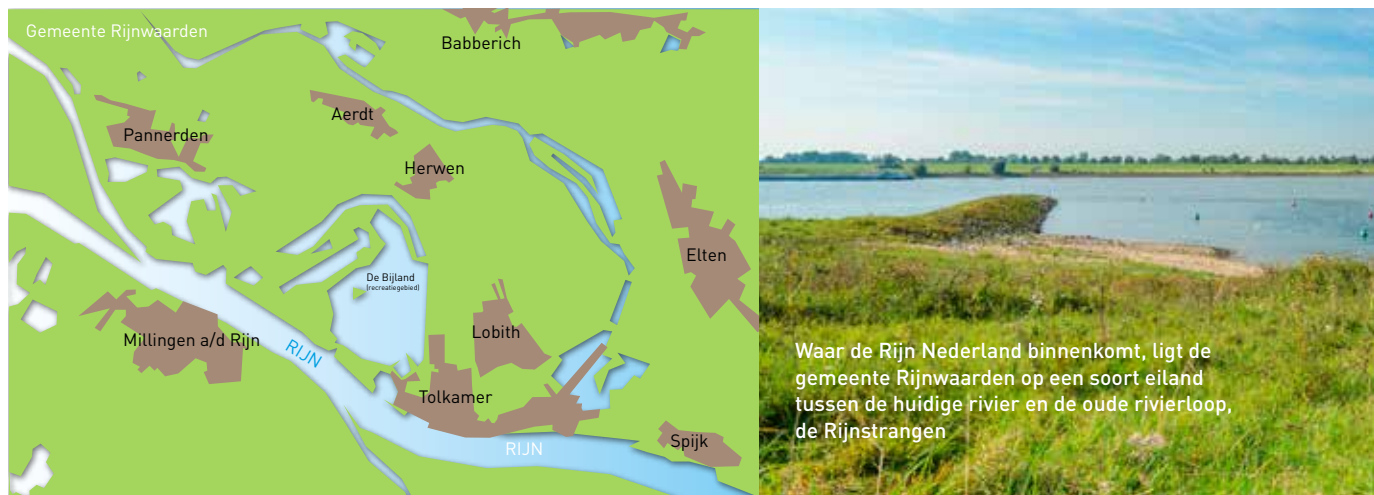 Gemeente Rijnwaarden
Babberich
Aerdt
Pannerden
Herwen
Elten
De Bijland
(recreatiegebied)
Lobith
Millingen a/d Rijn
RIJN
Tolkamer
Spijk
RIJN
Waar de Rijn Nederland binnenkomt, ligt de
gemeente Rijnwaarden op een soort eiland
tussen de huidige rivier en de oude rivierloop,
de Rijnstrangen